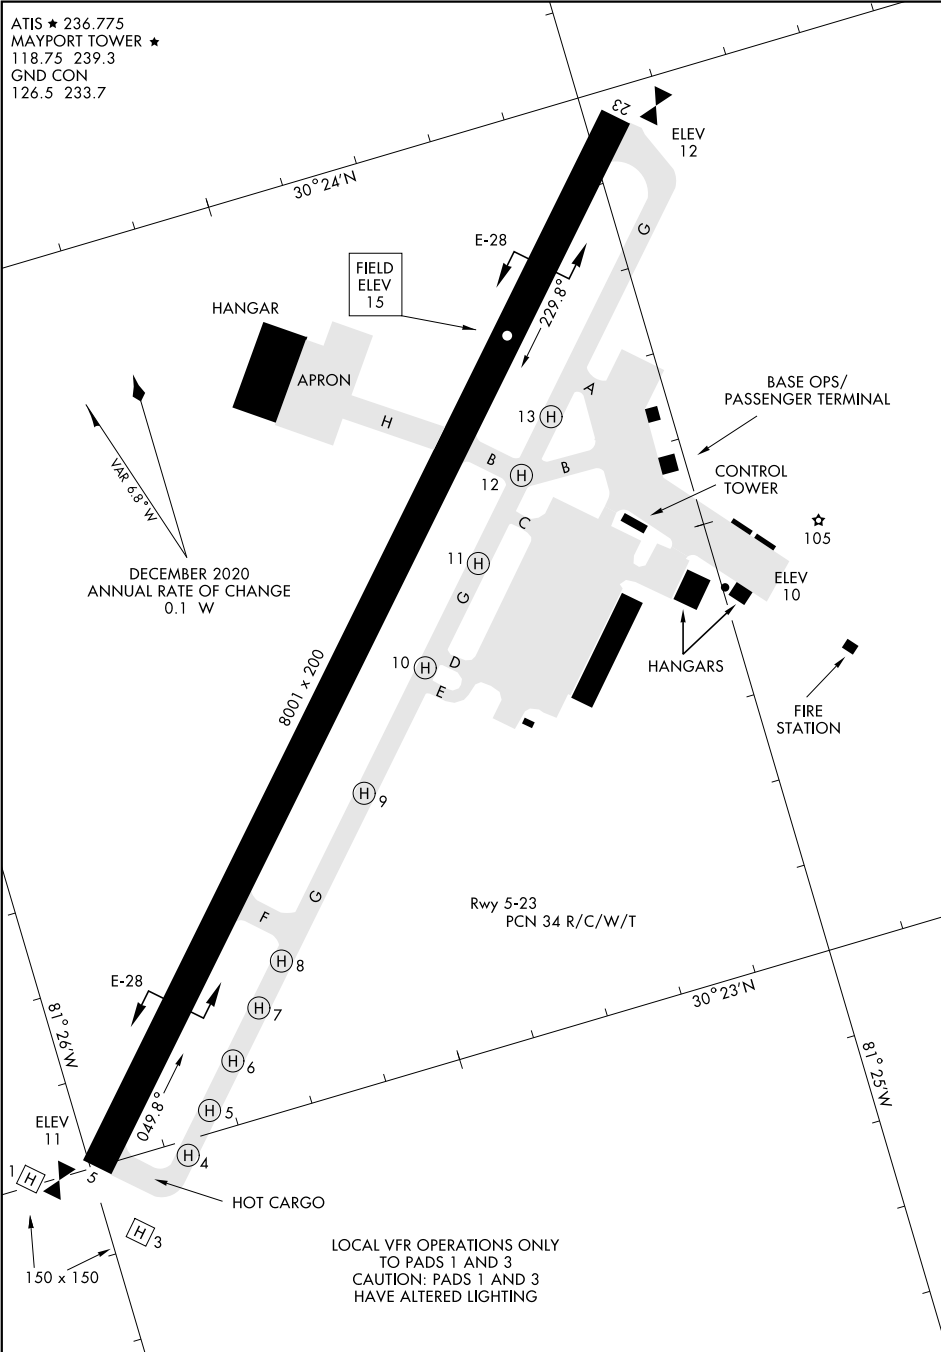 ATIS ★ 236.775
MAYPORT TOWER ★
118.75 239.3
GND CON
126.5 233.7
23
ELEV
12
30°24'N
E-28
FIELD
ELEV
15
229.8°
HANGAR
APRON
A
BASE OPS/
PASSENGER TERMINAL
13 H
H
B
B
12 H
CONTROL
TOWER
VAR 6.8° W
C
105
11 H
DECEMBER 2020
ANNUAL RATE OF CHANGE
0.1 W
ELEV
10
G
G
8001 x 200
10 H
D
E
HANGARS
FIRE
STATION
H 9
G
F
Rwy 5-23
PCN 34 R/C/W/T
H 8
E-28
30°23'N
H 7
81°26'W
H 6
81°25'W
049.8°
H 5
ELEV
11
H 4
1 H
5
HOT CARGO
H 3
150 x 150
LOCAL VFR OPERATIONS ONLY
TO PADS 1 AND 3
CAUTION: PADS 1 AND 3
HAVE ALTERED LIGHTING